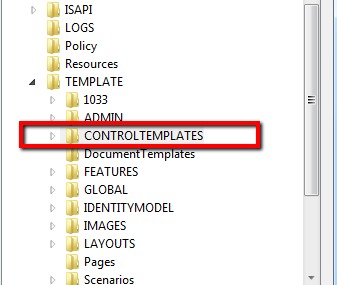 ISAPI
LOGS
Policy
Resources
TEMPLATE
1033
ADMIN
CONTROLTEMPLATES
DocumentTemplates
FEATURES
GLOBAL
IDENTITYMODEL
IMAGES
LAYOUTS
Pages
Scenarios